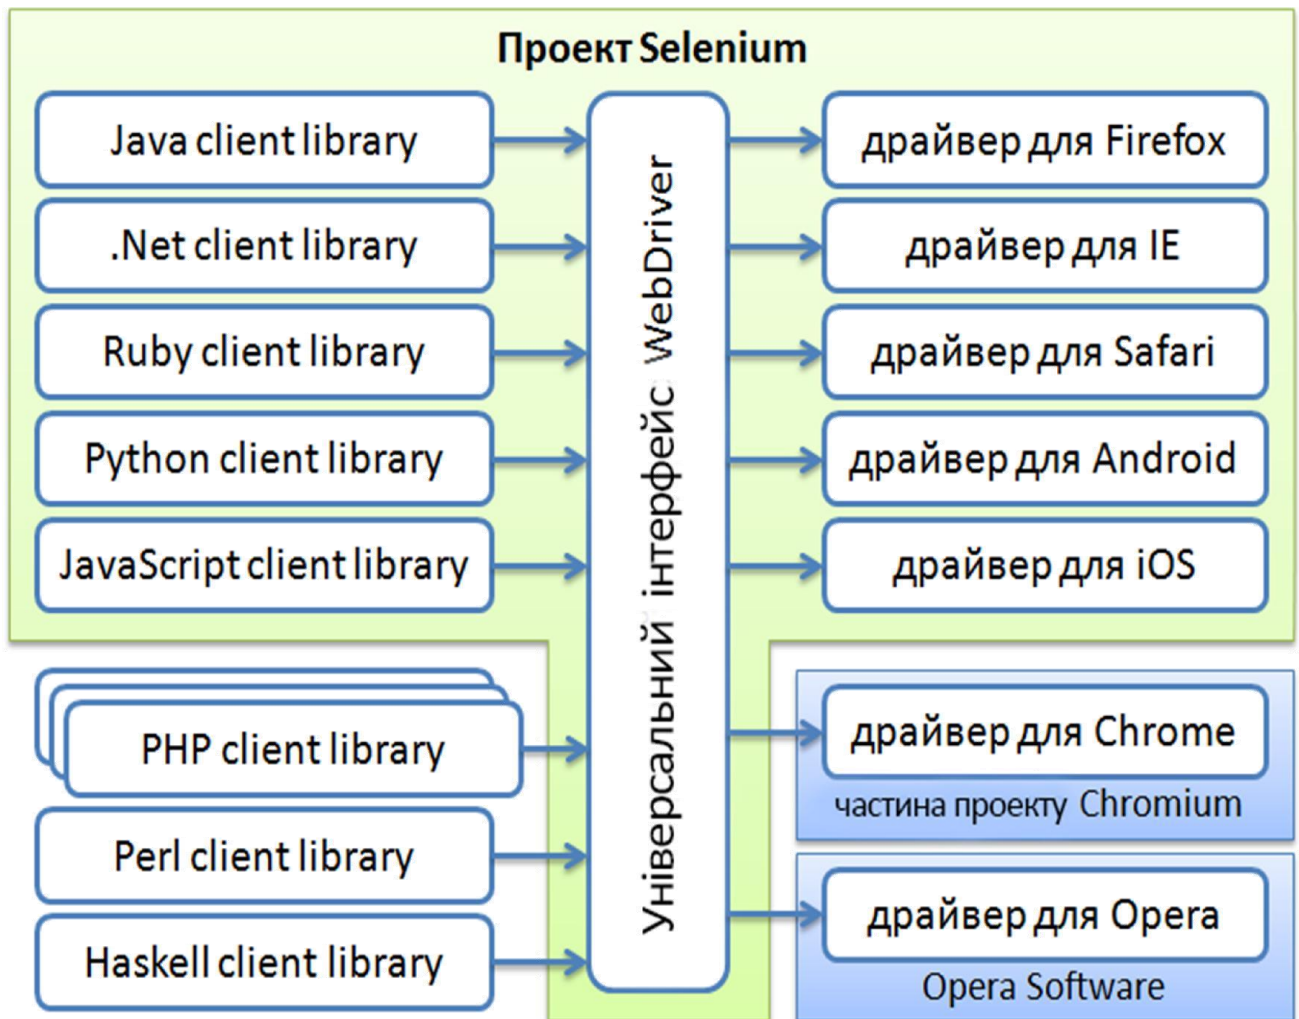 Проект Selenium
Java client library
.Net client library
Ruby client library
Python client library
JavaScript client library
PHP client library
Perl client library
Haskell client library
Універсальний інтерфейс WebDriver
драйвер для Firefox
драйвер для IE
драйвер для Safari
драйвер для Android
драйвер для iOS
драйвер для Chrome
частина проекту Chromium
драйвер для Opera
Opera Software